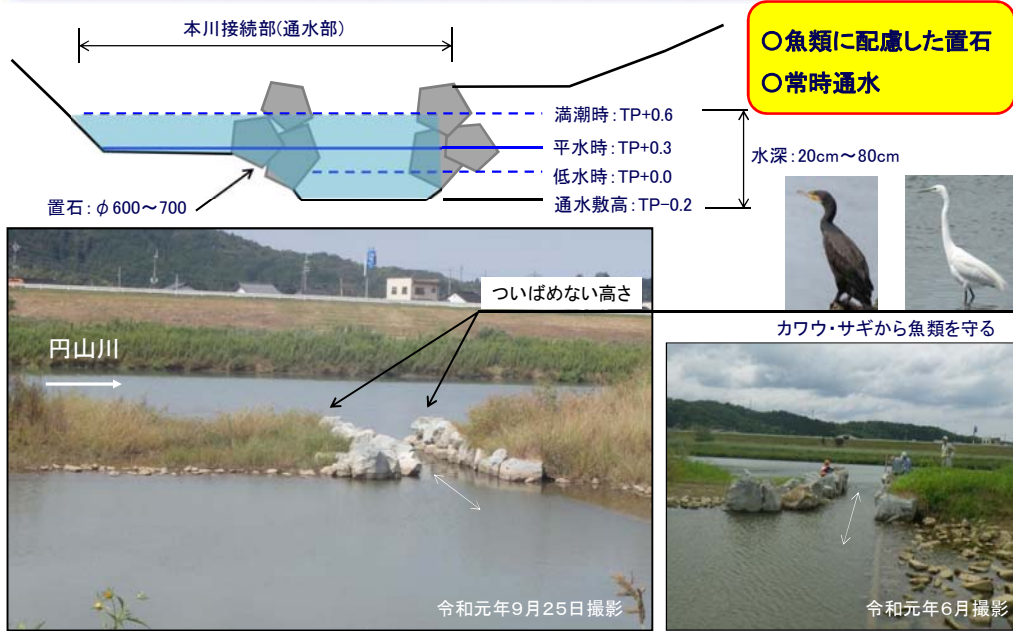 本川接続部(通水部)
○魚類に配慮した置石
○常時通水
満潮時:TP+0.6
平水時:TP+0.3
低水時:TP+0.0
通水敷高:TP−0.2
水深:20cm~80cm
置石:φ600~700
ついばめない高さ
カワウ・サギから魚類を守る
円山川
令和元年9月25日撮影
令和元年6月撮影